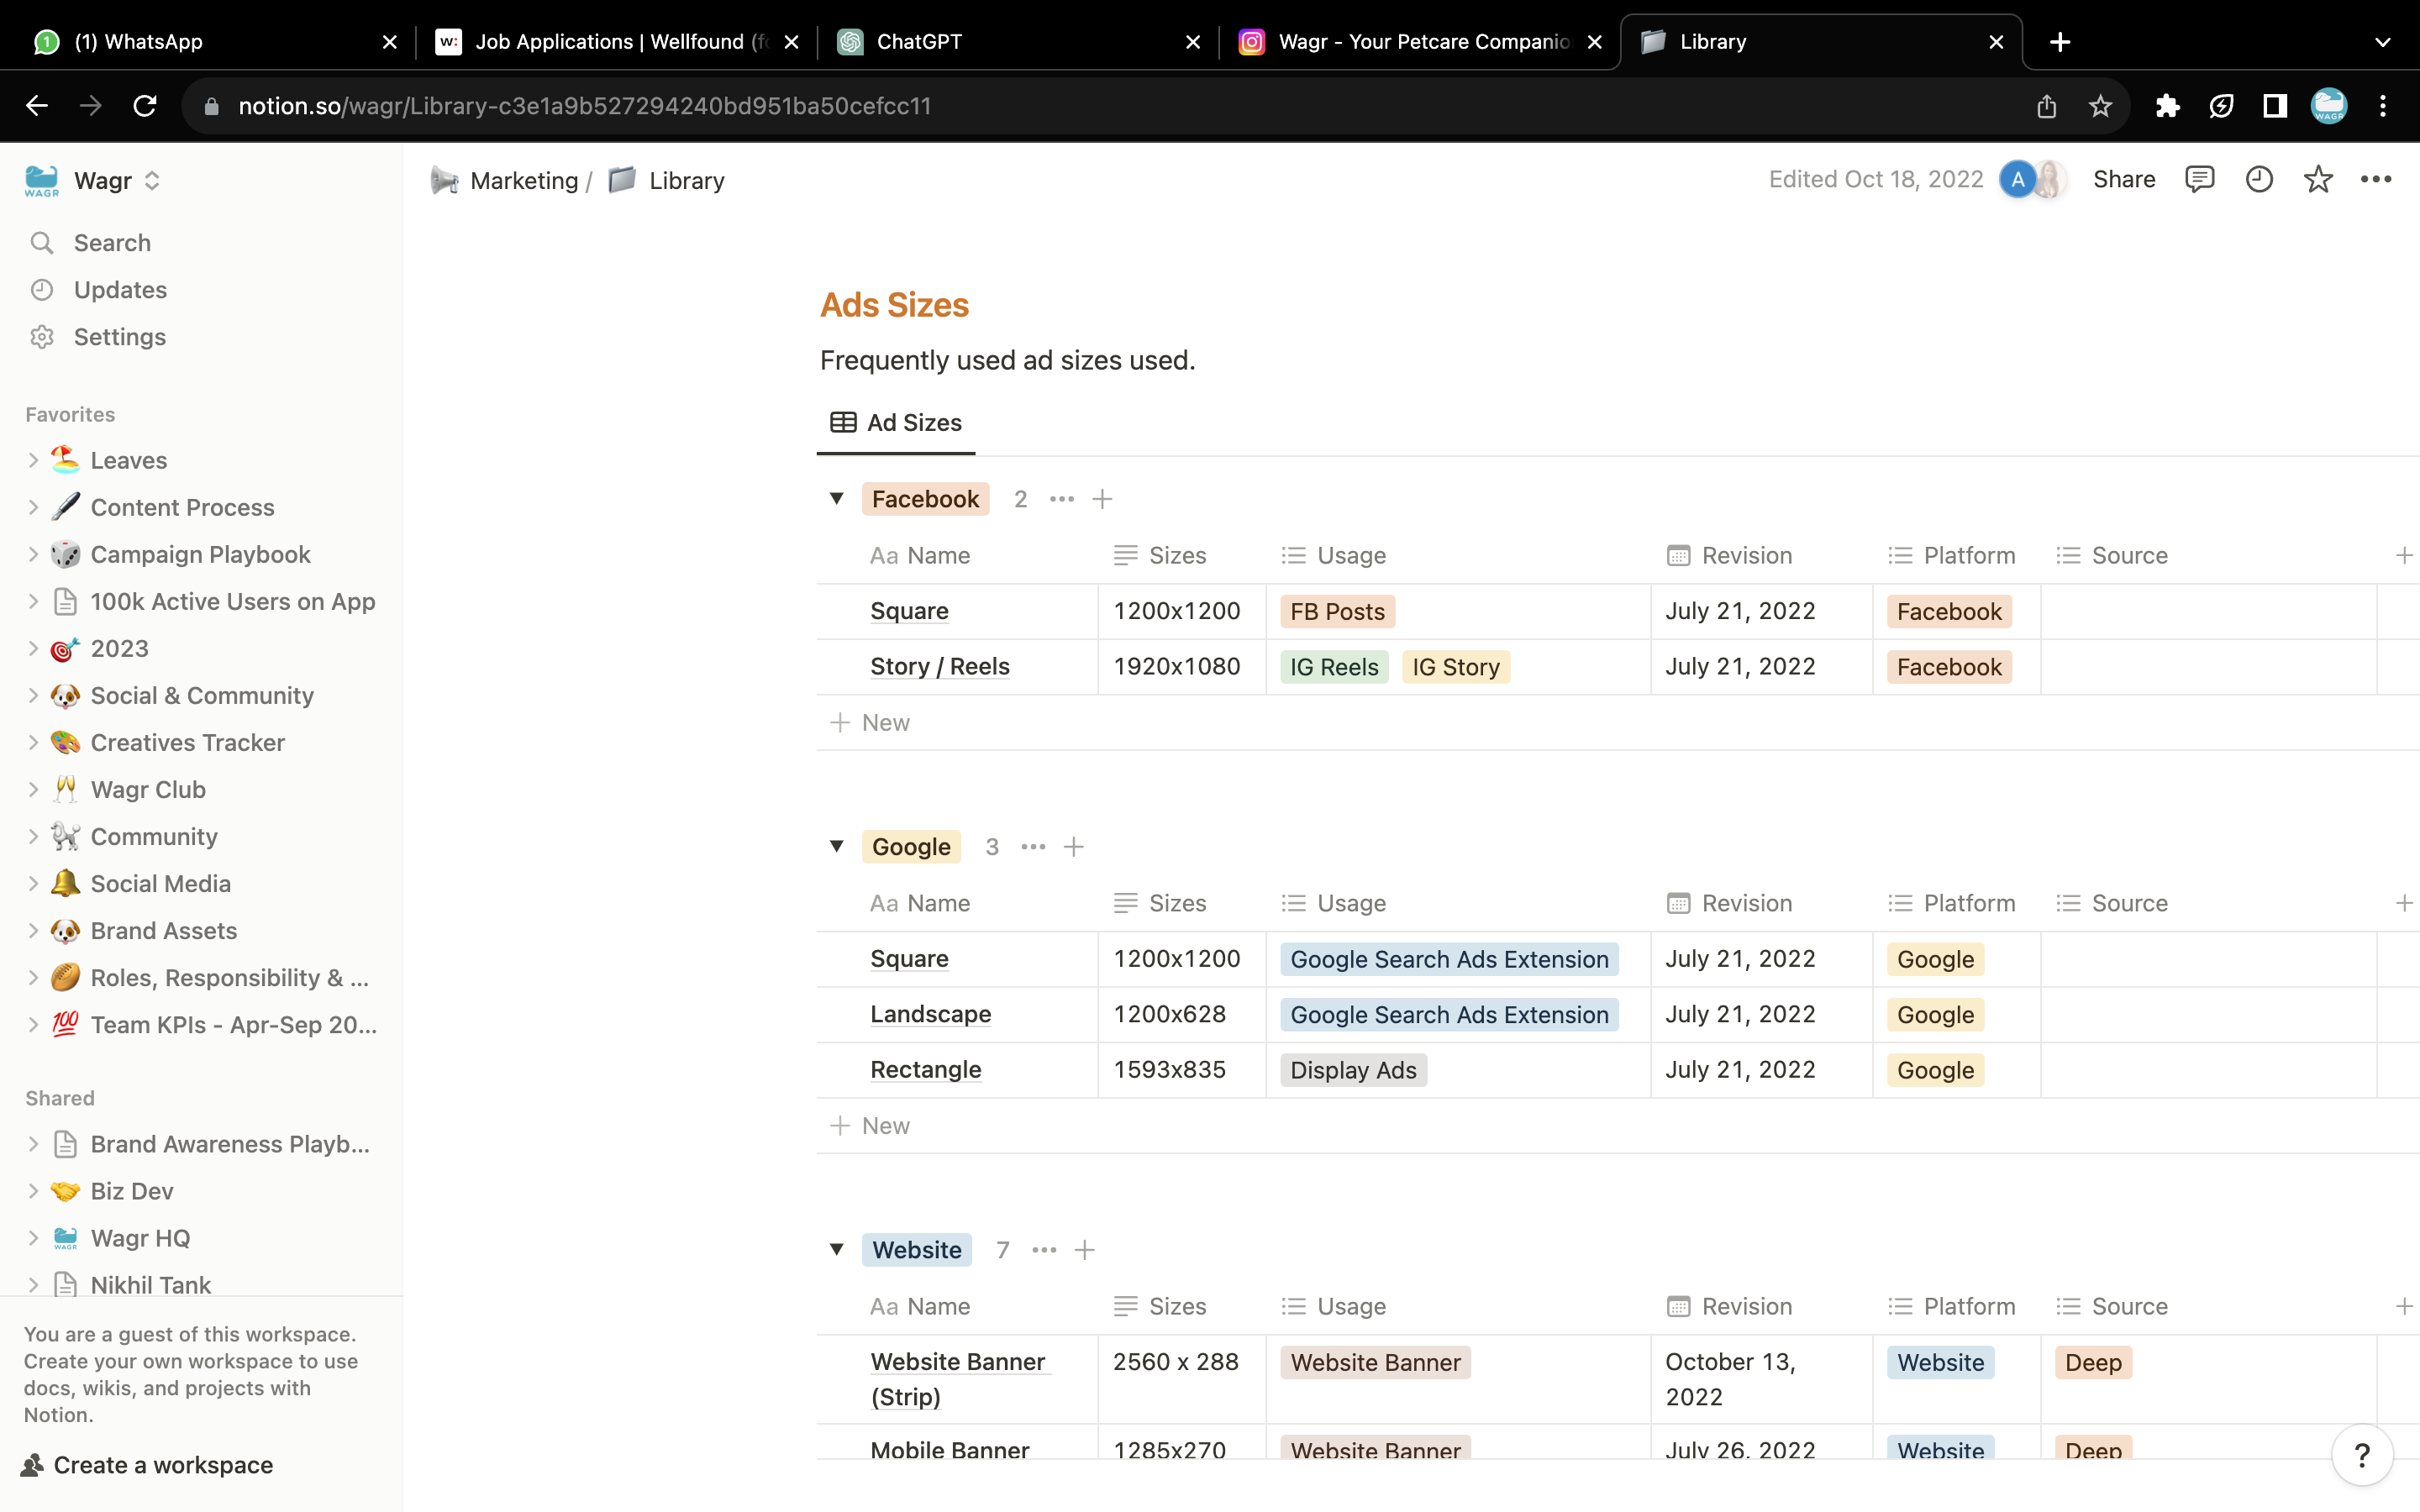 (1) WhatsApp
Job Applications | Wellfound (fo
ChatGPT
Wagr - Your Petcare Companio
Library
notion.so/wagr/Library-c3e1a9b527294240bd951ba50cefcc11
WAGR
WAGR
Wagr
Marketing / Library
Edited Oct 18, 2022
A
Share
Search
Updates
Settings
Favorites
Leaves
Content Process
Campaign Playbook
100k Active Users on App
2023
Social & Community
Creatives Tracker
Wagr Club
Community
Social Media
Brand Assets
Roles, Responsibility & ...
Team KPIs - Apr-Sep 20...
Shared
Brand Awareness Playb...
Biz Dev
Wagr HQ
Nikhil Tank
You are a guest of this workspace.
Create your own workspace to use
docs, wikis, and projects with
Notion.
Create a workspace
Ads Sizes
Frequently used ad sizes used.
Ad Sizes
Facebook 2
Aa Name Sizes Usage Revision Platform Source
Square 1200x1200 FB Posts July 21, 2022 Facebook
Story / Reels 1920x1080 IG Reels IG Story July 21, 2022 Facebook
New
Google 3
Aa Name Sizes Usage Revision Platform Source
Square 1200x1200 Google Search Ads Extension July 21, 2022 Google
Landscape 1200x628 Google Search Ads Extension July 21, 2022 Google
Rectangle 1593x835 Display Ads July 21, 2022 Google
New
Website 7
Aa Name Sizes Usage Revision Platform Source
Website Banner 2560 x 288 Website Banner October 13, Website Deep
(Strip) 2022
Mobile Banner 1285x270 Website Banner July 26, 2022 Website Deep
?